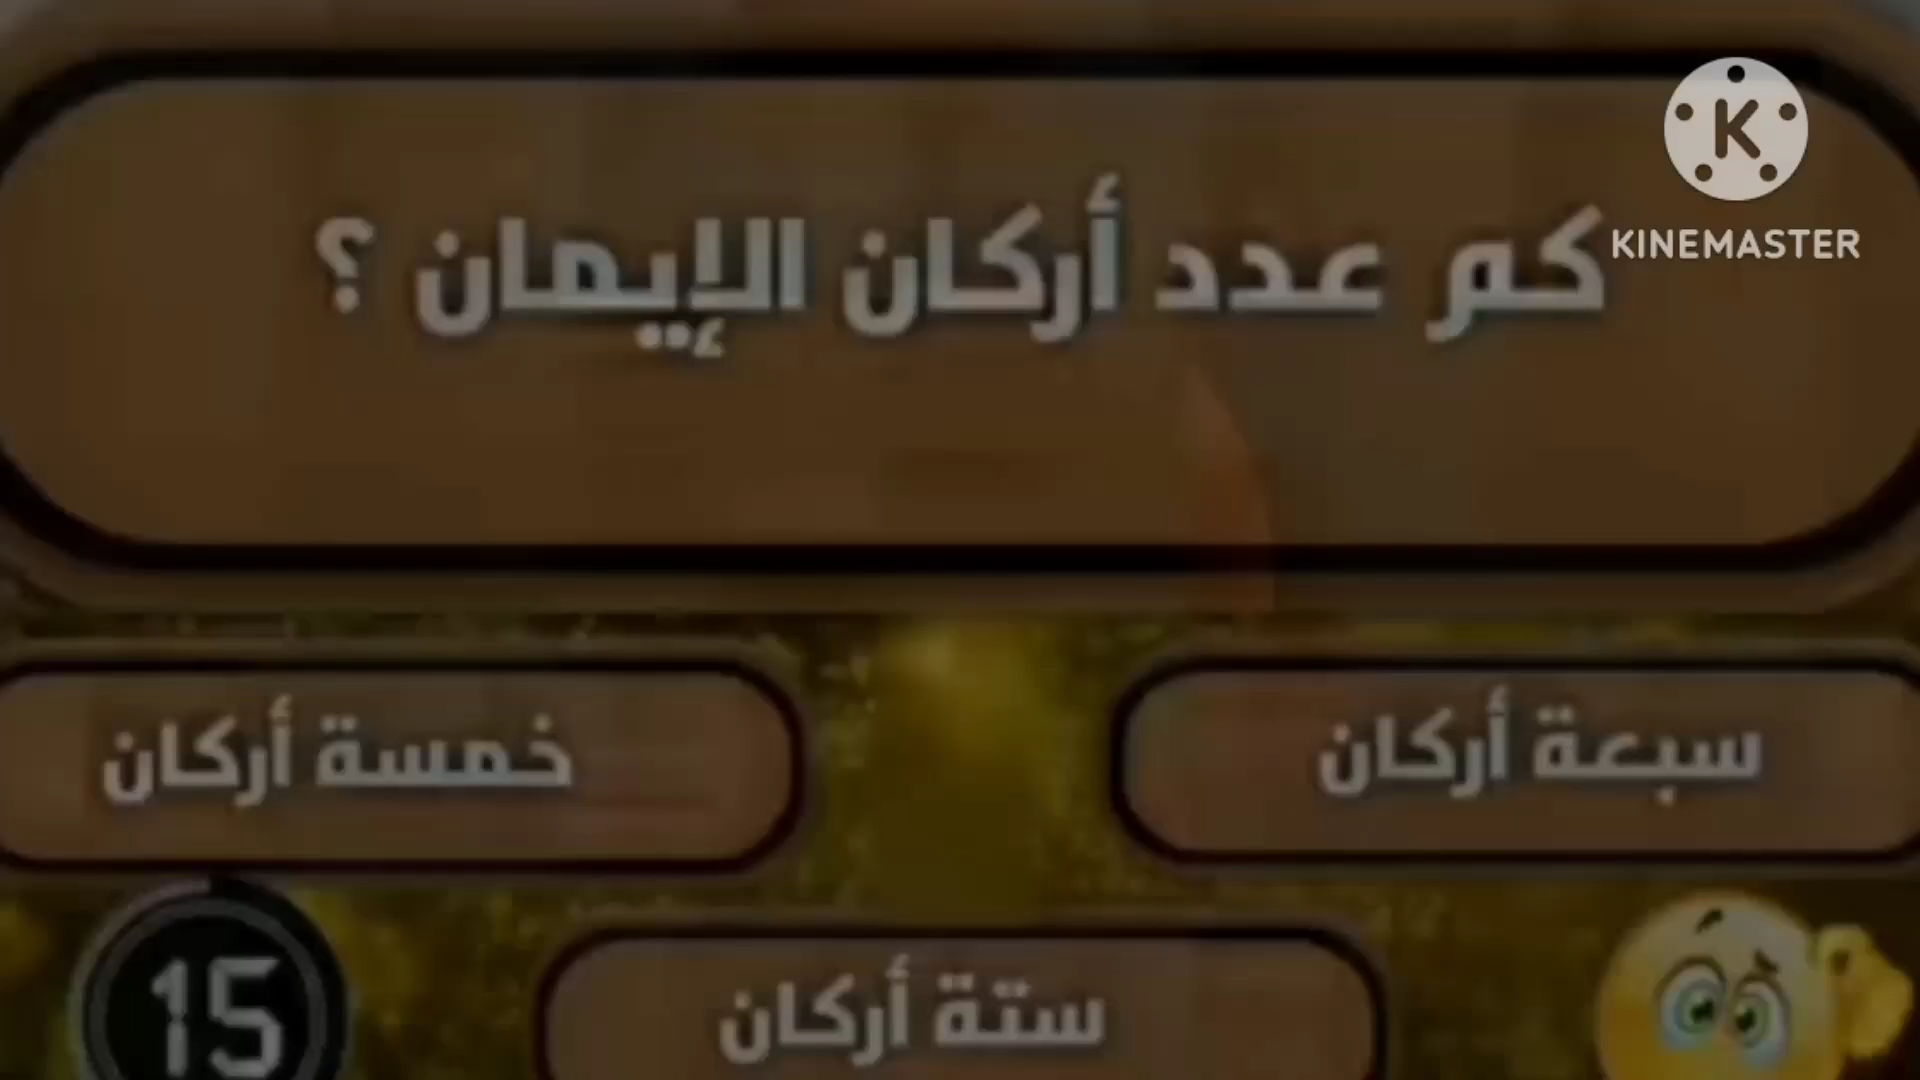 كم عدد أركان الإيمان ؟
KINEMASTER
سبعة أركان
خمسة أركان
ستة أركان
15